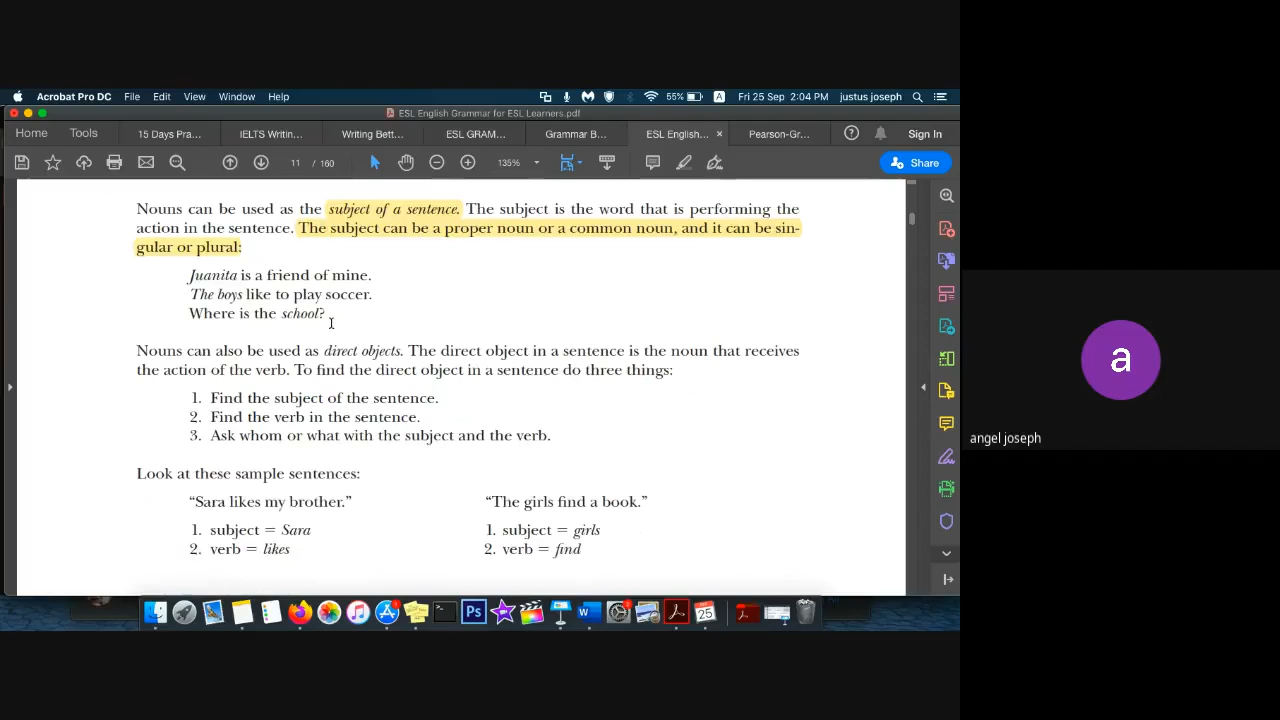 Acrobat Pro DC File Edit View Window Help 55% A Fri 25 Sep 2:04 PM justus joseph
ESL English Grammar for ESL Learners.pdf
Home Tools 15 Days Pra... IELTS Writin... Writing Bett... ESL GRAM... Grammar B... ESL English... × Pearson-Gr... Sign In
11 / 160 135% Share
Nouns can be used as the subject of a sentence. The subject is the word that is performing the
action in the sentence. The subject can be a proper noun or a common noun, and it can be sin-
gular or plural:
Juanita is a friend of mine.
The boys like to play soccer.
Where is the school?
Nouns can also be used as direct objects. The direct object in a sentence is the noun that receives
the action of the verb. To find the direct object in a sentence do three things:
1. Find the subject of the sentence.
2. Find the verb in the sentence.
3. Ask whom or what with the subject and the verb.
Look at these sample sentences:
“Sara likes my brother.” “The girls find a book.”
1. subject = Sara 1. subject = girls
2. verb = likes 2. verb = find
Ps W 25
a
angel joseph